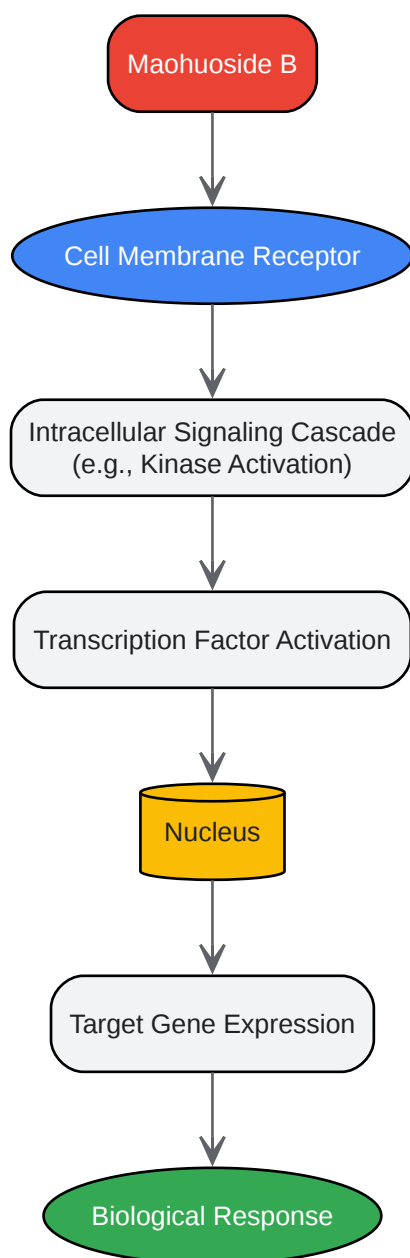 Maohuoside B
Cell Membrane Receptor
Intracellular Signaling Cascade
(e.g., Kinase Activation)
Transcription Factor Activation
Nucleus
Target Gene Expression
Biological Response